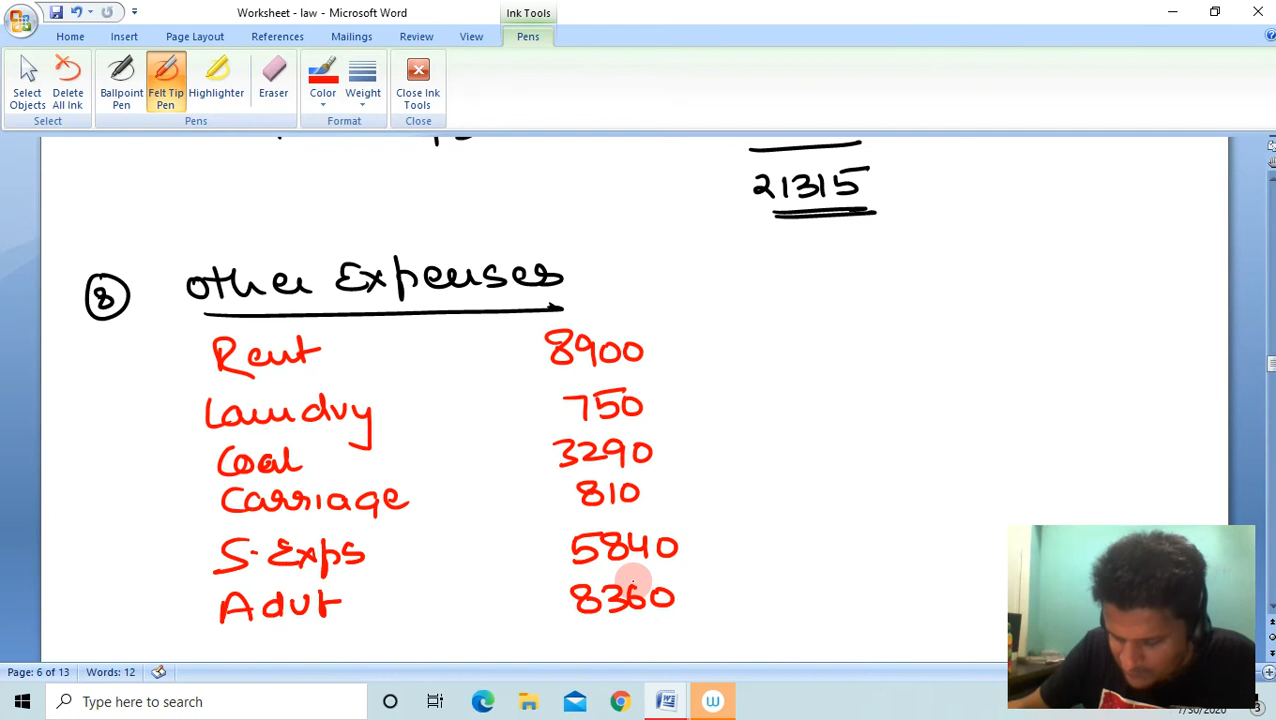 Worksheet - law - Microsoft Word
Ink Tools
Home Insert Page Layout References Mailings Review View Pens
Select Objects
Delete All Ink
Ballpoint Pen
Felt Tip Pen
Highlighter
Eraser
Color
Weight
Close Ink Tools
Select Pens Format Close
21315
8 Other Expenses
Rent 8900
Laundry 750
Coal 3290
Carriage 810
S. Exps 5840
Advt 8360
Page: 6 of 13 Words: 12
Type here to search
7/30/2020